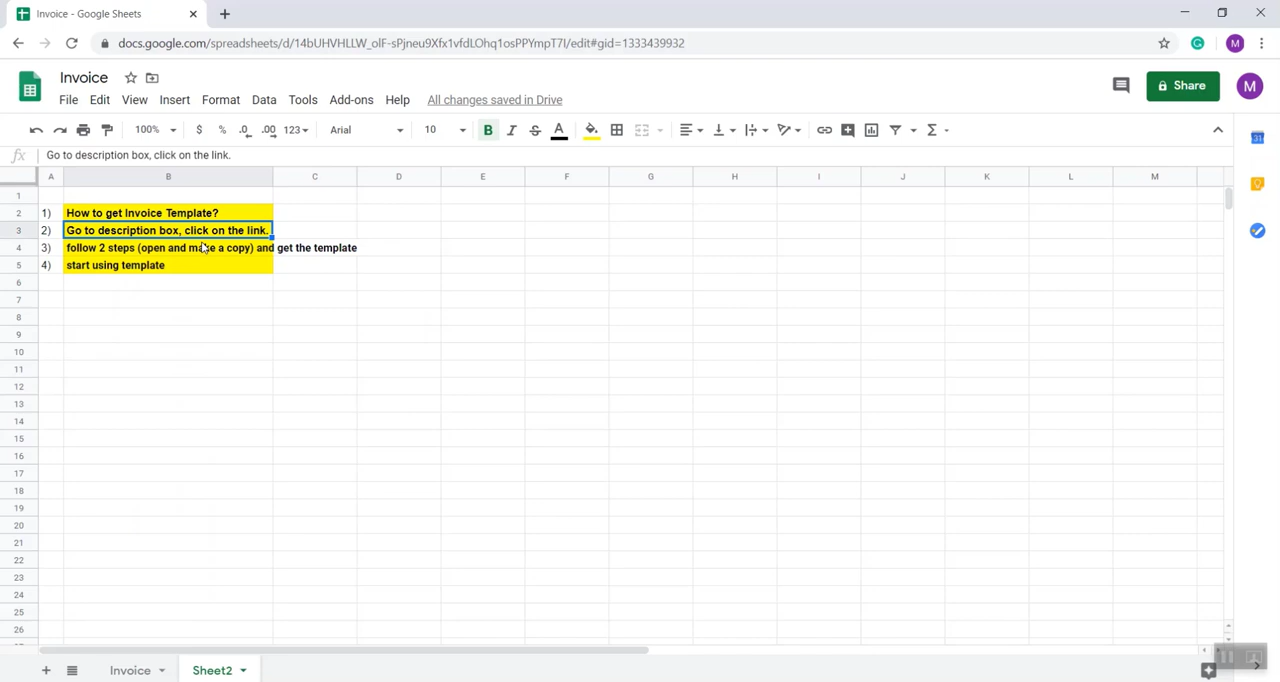 Invoice - Google Sheets
docs.google.com/spreadsheets/d/14bUHVHLLW_olF-sPjneu9Xfx1vfdLOhq1osPPYmpT7I/edit#gid=1333439932
M
Invoice
File Edit View Insert Format Data Tools Add-ons Help All changes saved in Drive
Share
M
100% $ % .0 .00 123 Arial 10 B I S A
31
fx Go to description box, click on the link.
A B C D E F G H I J K L M
1
2 1) How to get Invoice Template?
3 2) Go to description box, click on the link.
4 3) follow 2 steps (open and make a copy) and get the template
5 4) start using template
6
7
8
9
10
11
12
13
14
15
16
17
18
19
20
21
22
23
24
25
26
Invoice Sheet2